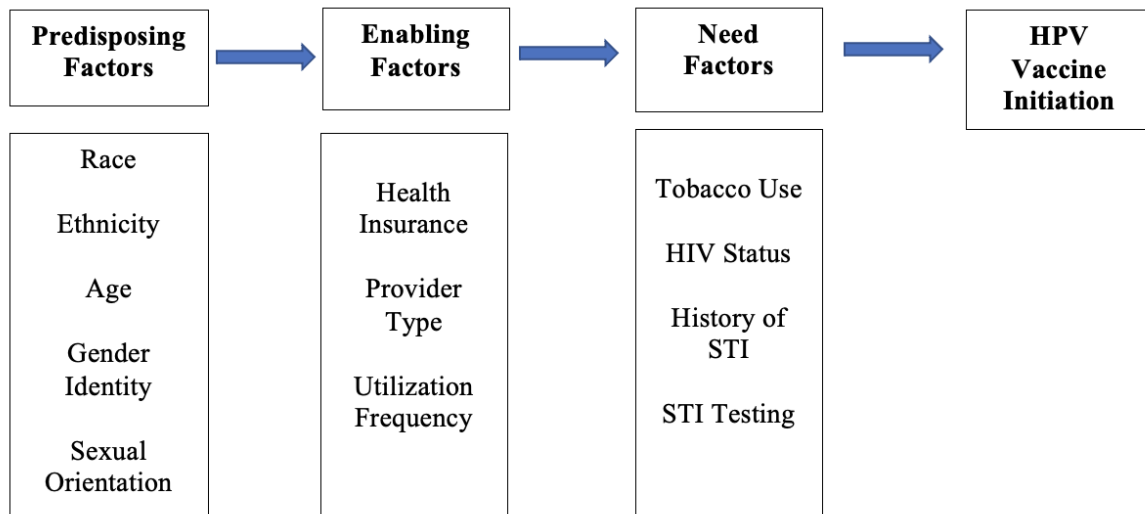 Predisposing
Factors
Enabling
Factors
Need
Factors
HPV
Vaccine
Initiation
Race
Ethnicity
Age
Gender
Identity
Sexual
Orientation
Health
Insurance
Provider
Type
Utilization
Frequency
Tobacco Use
HIV Status
History of
STI
STI Testing